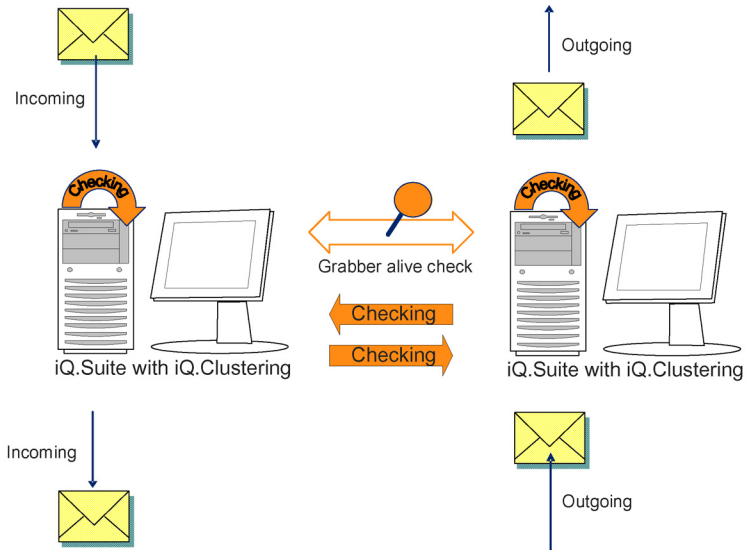 Outgoing
Incoming
Checking
Checking
Grabber alive check
Checking
Checking
iQ.Suite with iQ.Clustering
iQ.Suite with iQ.Clustering
Incoming
Outgoing